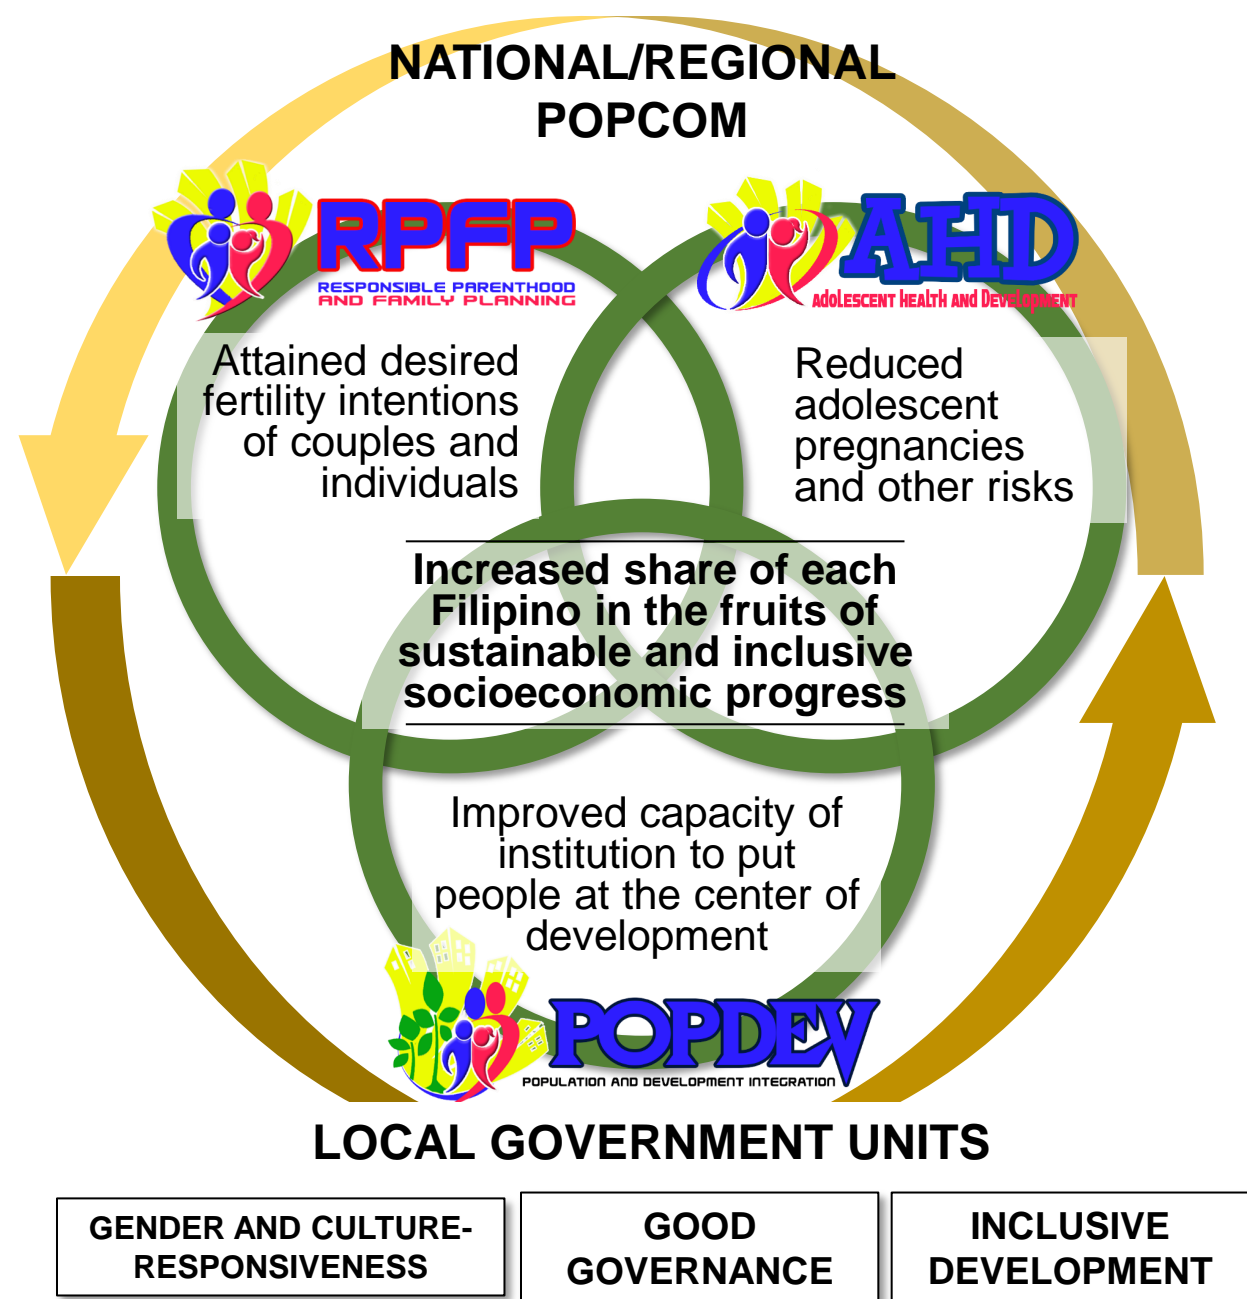 NATIONAL/REGIONAL
POPCOM
RPFP
RESPONSIBLE PARENTHOOD
AND FAMILY PLANNING
AHD
Adolescent Health and Development
Attained desired
fertility intentions
of couples and
individuals
Reduced
adolescent
pregnancies
and other risks
Increased share of each
Filipino in the fruits of
sustainable and inclusive
socioeconomic progress
Improved capacity of
institution to put
people at the center of
development
POPDEV
POPULATION AND DEVELOPMENT INTEGRATION
LOCAL GOVERNMENT UNITS
GENDER AND CULTURE-
RESPONSIVENESS
GOOD
GOVERNANCE
INCLUSIVE
DEVELOPMENT